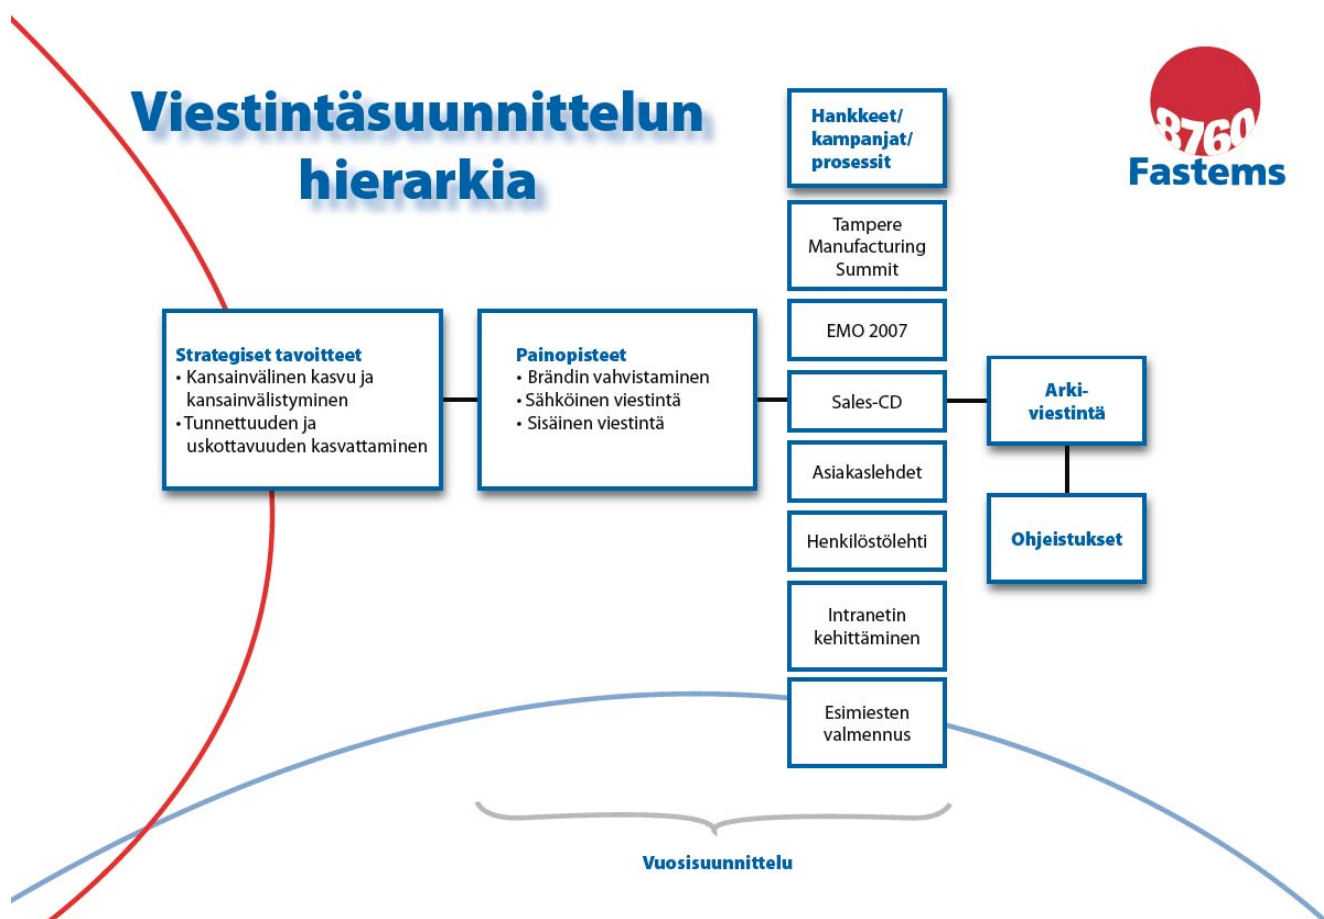 Viestintäsuunnittelun
hierarkia
8760
Fastems
Strategiset tavoitteet
• Kansainvälinen kasvu ja
kansainvälistyminen
• Tunnettuuden ja
uskottavuuden kasvattaminen
Painopisteet
• Brändin vahvistaminen
• Sähköinen viestintä
• Sisäinen viestintä
Hankkeet/
kampanjat/
prosessit
Tampere
Manufacturing
Summit
EMO 2007
Sales-CD
Asiakaslehdet
Henkilöstölehti
Intranetin
kehittäminen
Esimiesten
valmennus
Arki-
viestintä
Ohjeistukset
Vuosisuunnittelu